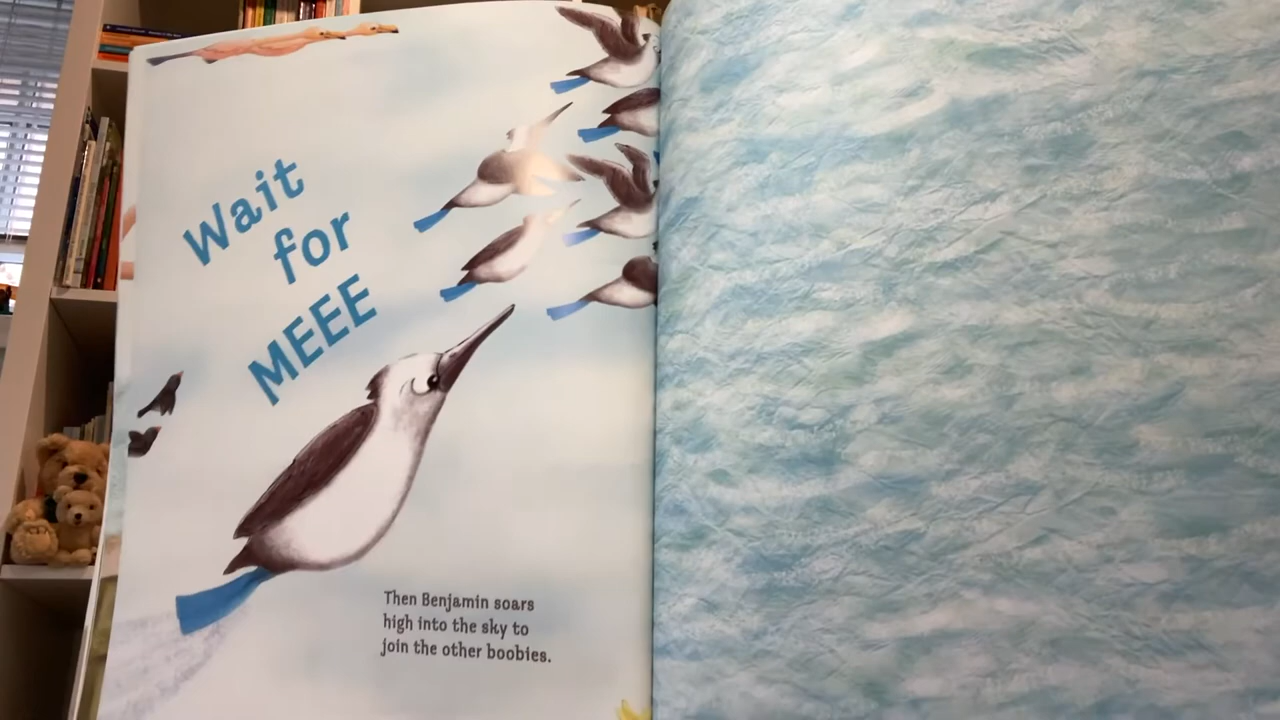 Wait
for
MEEE
Then Benjamin soars
high into the sky to
join the other boobies.